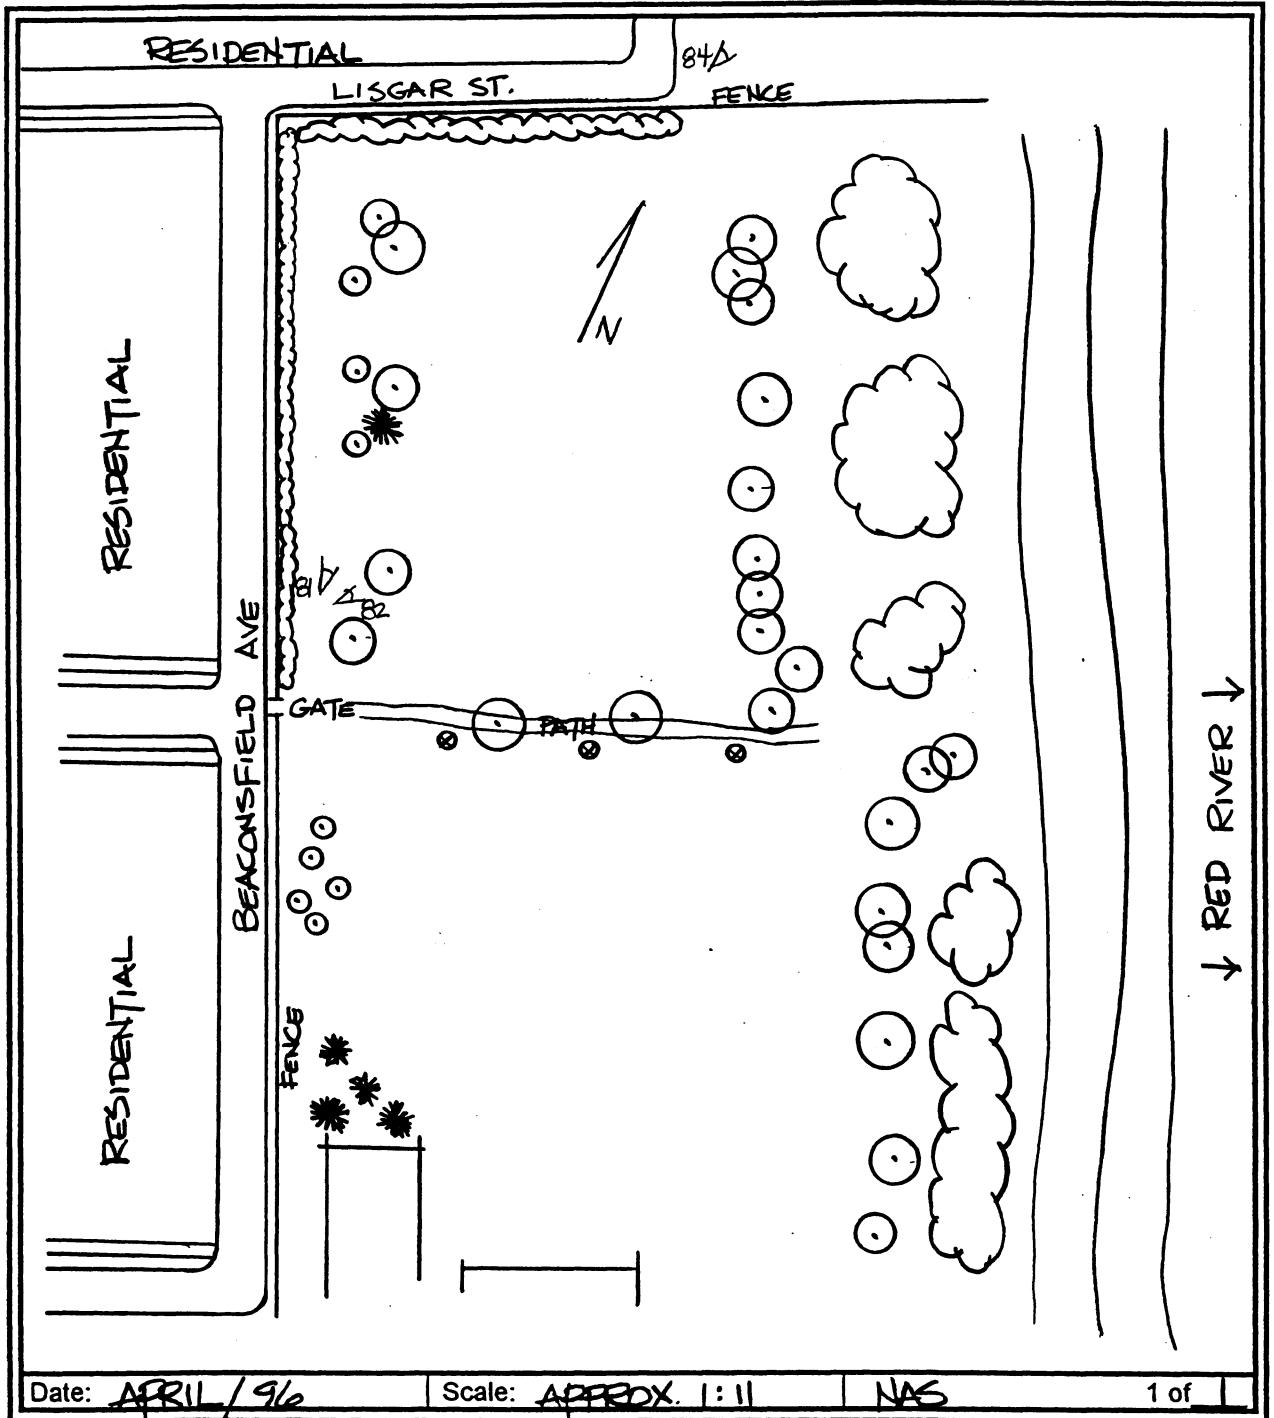 RESIDENTIAL
LISGAR ST.
84
FENCE
N
RESIDENTIAL
81
82
BEACONSFIELD AVE
GATE
PATH
RED RIVER
RESIDENTIAL
FENCE
Date: APRIL/96
Scale: APPROX. 1:11
NAS
1 of 1